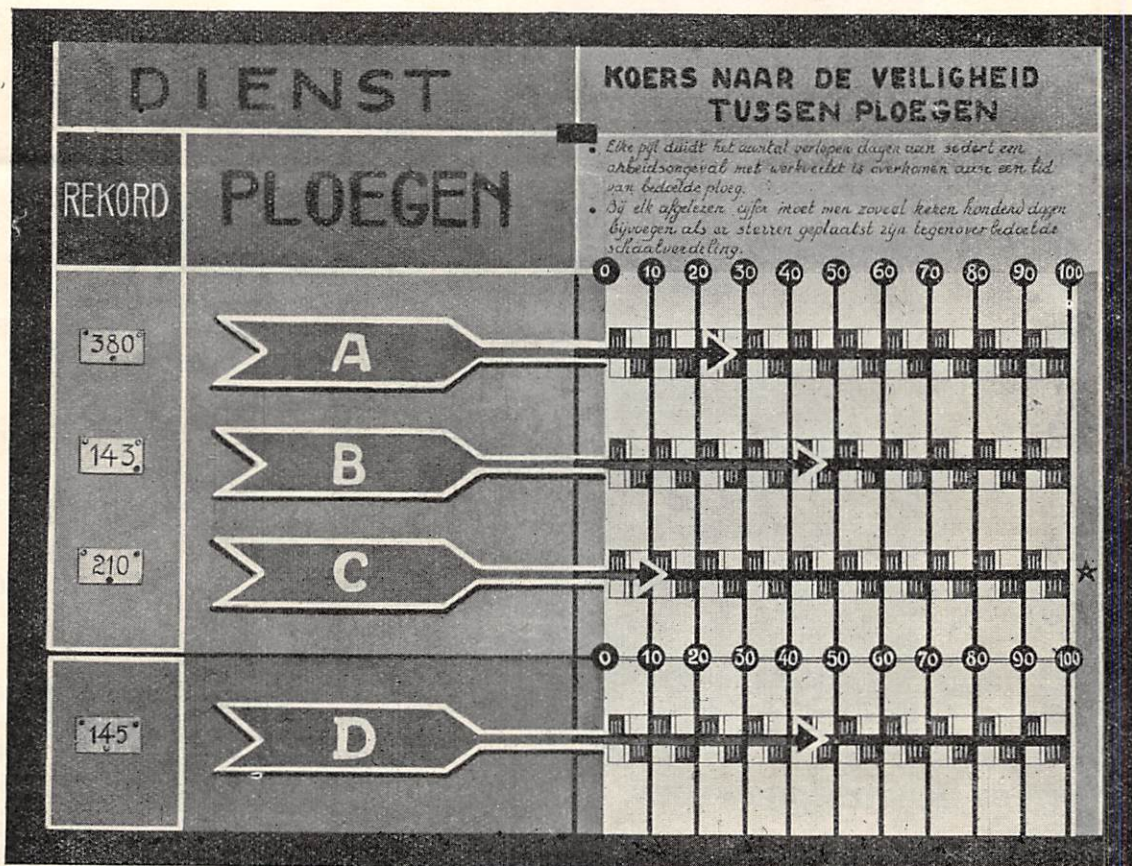 DIENST
KOERS NAAR DE VEILIGHEID
TUSSEN PLOEGEN
REKORD
PLOEGEN
• Elke pijl duidt het aantal verlopen dagen aan sedert een
arbeidsongeval met werkverlet is overkomen aan een lid
van bedoelde ploeg.
• Bij elk afgelezen cijfer moet men zoveel keren honderd dagen
bijvoegen als er sterren geplaatst zijn tegenover bedoelde
schaalverdeling.
0 10 20 30 40 50 60 70 80 90 100
380 A
143 B
210 C
0 10 20 30 40 50 60 70 80 90 100
145 D